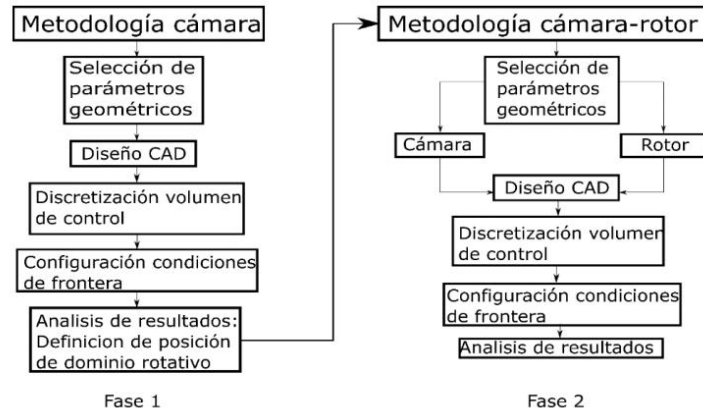 Metodología cámara
Selección de
parámetros
geométricos
Diseño CAD
Discretización volumen
de control
Configuración condiciones
de frontera
Analisis de resultados:
Definicion de posición
de dominio rotativo
Fase 1
Metodología cámara-rotor
Selección de
parámetros
geométricos
Cámara
Rotor
Diseño CAD
Discretización volumen
de control
Configuración condiciones
de frontera
Analisis de resultados
Fase 2